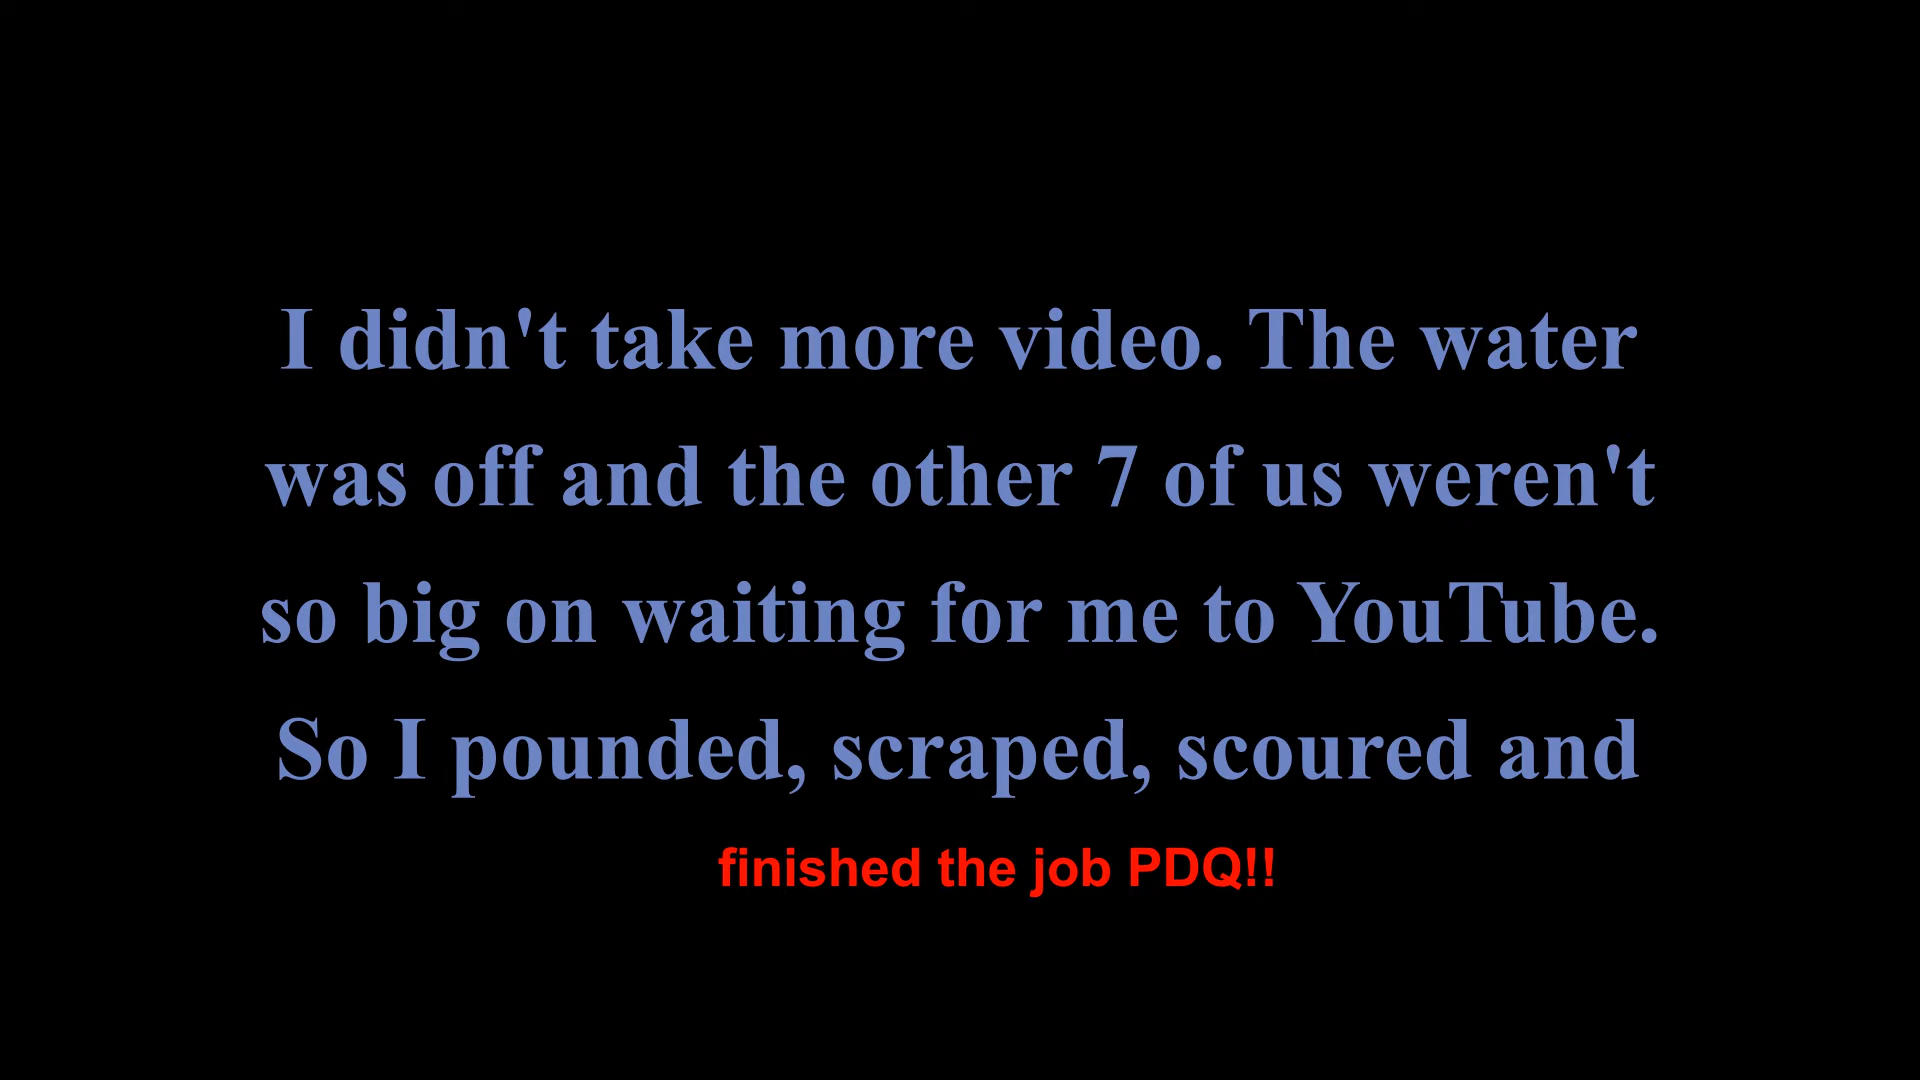 I didn't take more video. The water
was off and the other 7 of us weren't
so big on waiting for me to YouTube.
So I pounded, scraped, scoured and
finished the job PDQ!!